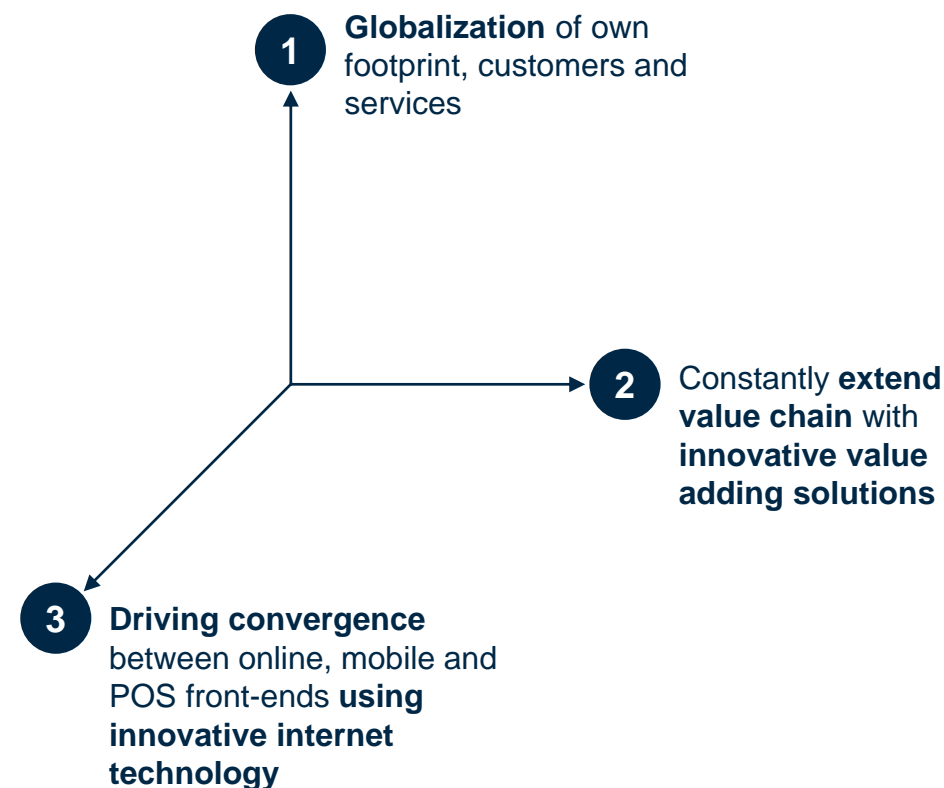 1
Globalization of own
footprint, customers and
services
2
Constantly extend
value chain with
innovative value
adding solutions
3
Driving convergence
between online, mobile and
POS front-ends using
innovative internet
technology